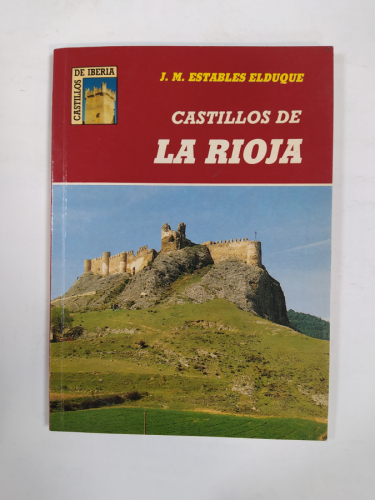 CASTILLOS
DE IBERIA
J. M. ESTABLES ELDUQUE
CASTILLOS DE
LA RIOJA